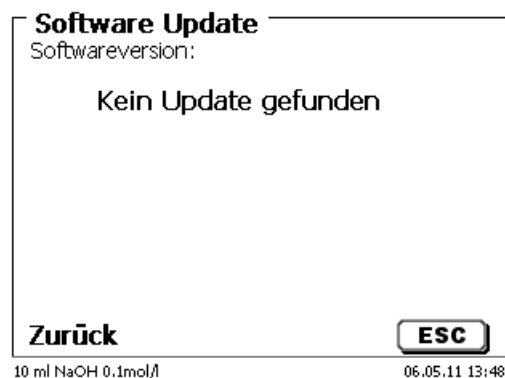 Software Update
Softwareversion:
Kein Update gefunden
Zurück ESC
10 ml NaOH 0.1mol/l 06.05.11 13:48